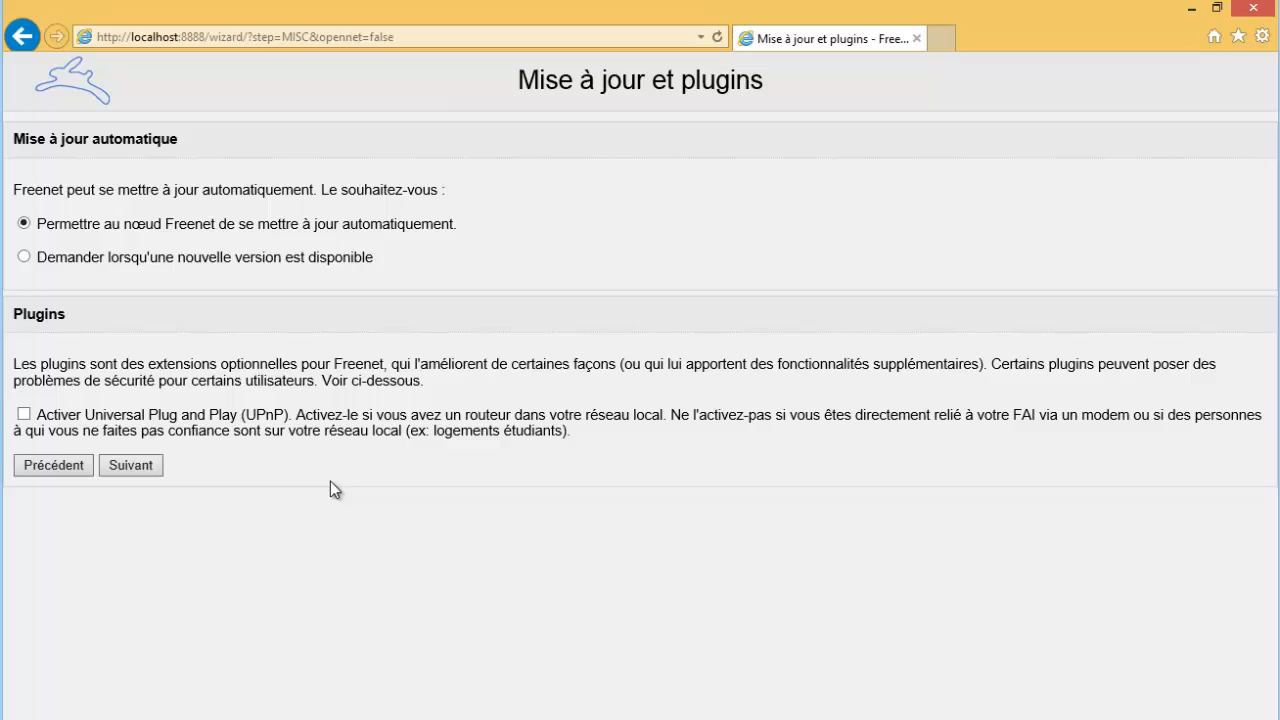 http://localhost:8888/wizard/?step=MISC&opennet=false
Mise à jour et plugins - Free...
Mise à jour et plugins
Mise à jour automatique
Freenet peut se mettre à jour automatiquement. Le souhaitez-vous :
Permettre au nœud Freenet de se mettre à jour automatiquement.
Demander lorsqu'une nouvelle version est disponible
Plugins
Les plugins sont des extensions optionnelles pour Freenet, qui l'améliorent de certaines façons (ou qui lui apportent des fonctionnalités supplémentaires). Certains plugins peuvent poser des
problèmes de sécurité pour certains utilisateurs. Voir ci-dessous.
Activer Universal Plug and Play (UPnP). Activez-le si vous avez un routeur dans votre réseau local. Ne l'activez-pas si vous êtes directement relié à votre FAI via un modem ou si des personnes
à qui vous ne faites pas confiance sont sur votre réseau local (ex: logements étudiants).
Précédent Suivant